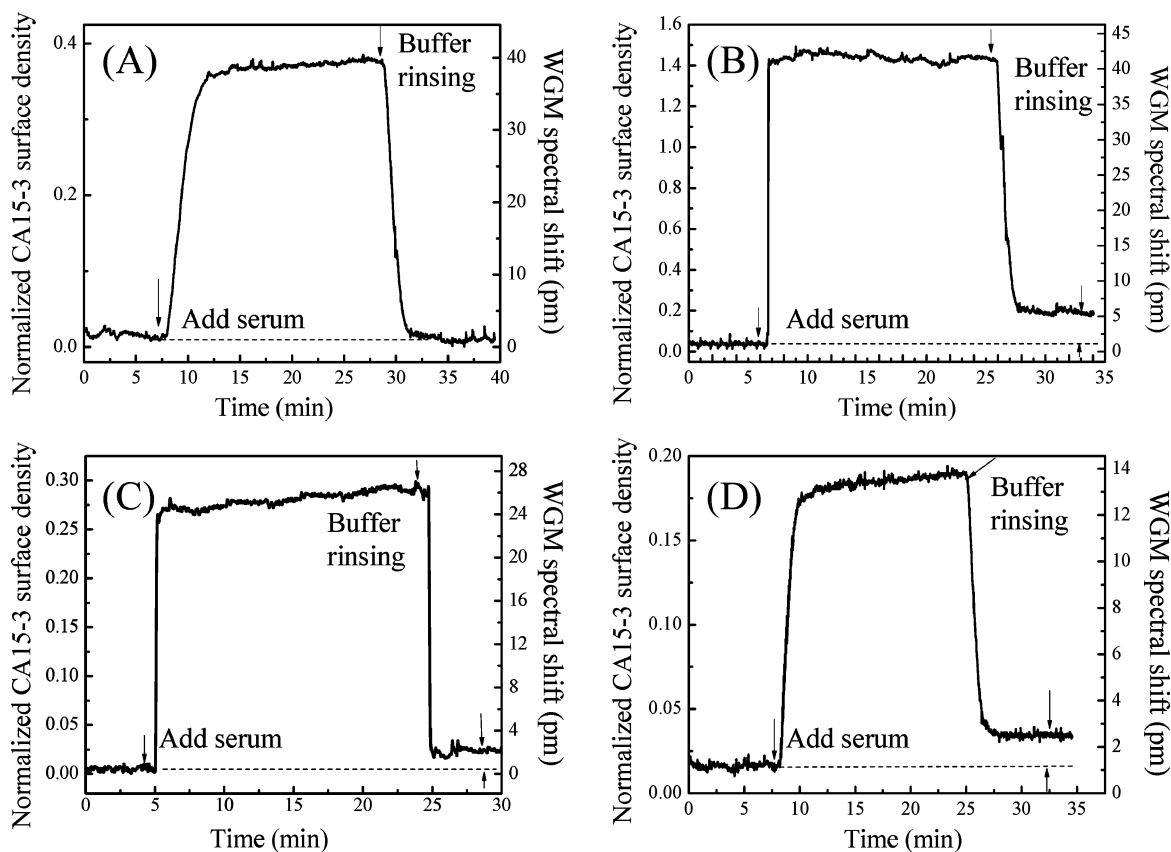 (A)
Normalized CA15-3 surface density
0.4
0.2
0.0
Buffer
rinsing
Add serum
40
30
20
10
0
WGM spectral shift (pm)
0 5 10 15 20 25 30 35 40
Time (min)
(B)
Normalized CA15-3 surface density
1.6
1.4
1.2
1.0
0.8
0.6
0.4
0.2
0.0
Buffer
rinsing
Add serum
45
40
35
30
25
20
15
10
5
0
WGM spectral shift (pm)
0 5 10 15 20 25 30 35
Time (min)
(C)
Normalized CA15-3 surface density
0.30
0.25
0.20
0.15
0.10
0.05
0.00
Buffer
rinsing
Add serum
28
24
20
16
12
8
4
0
WGM spectral shift (pm)
0 5 10 15 20 25 30
Time (min)
(D)
Normalized CA15-3 surface density
0.20
0.15
0.10
0.05
0.00
Buffer
rinsing
Add serum
14
12
10
8
6
4
2
0
WGM spectral shift (pm)
0 5 10 15 20 25 30 35
Time (min)